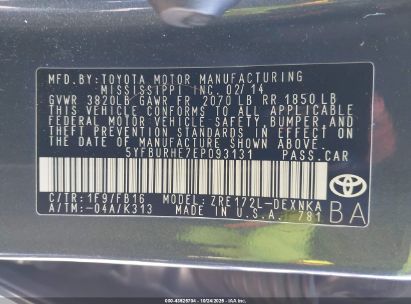 MFD.BY: TOYOTA MOTOR MANUFACTURING
MISSISSIPPI INC. 02/14
GVWR 3820LB GAWR FR 2070 LB RR 1850 LB
THIS VEHICLE CONFORMS TO ALL APPLICABLE
FEDERAL MOTOR VEHICLE SAFETY, BUMPER, AND
THEFT PREVENTION STANDARDS IN EFFECT ON
THE DATE OF MANUFACTURE SHOWN ABOVE.
5YFBURHE7EP093131 PASS.CAR
C/TR: 1F9/FB16 MODEL: ZRE172L-DEXNKA
A/TM: -04A/K313 MADE IN U.S.A. 781
BA